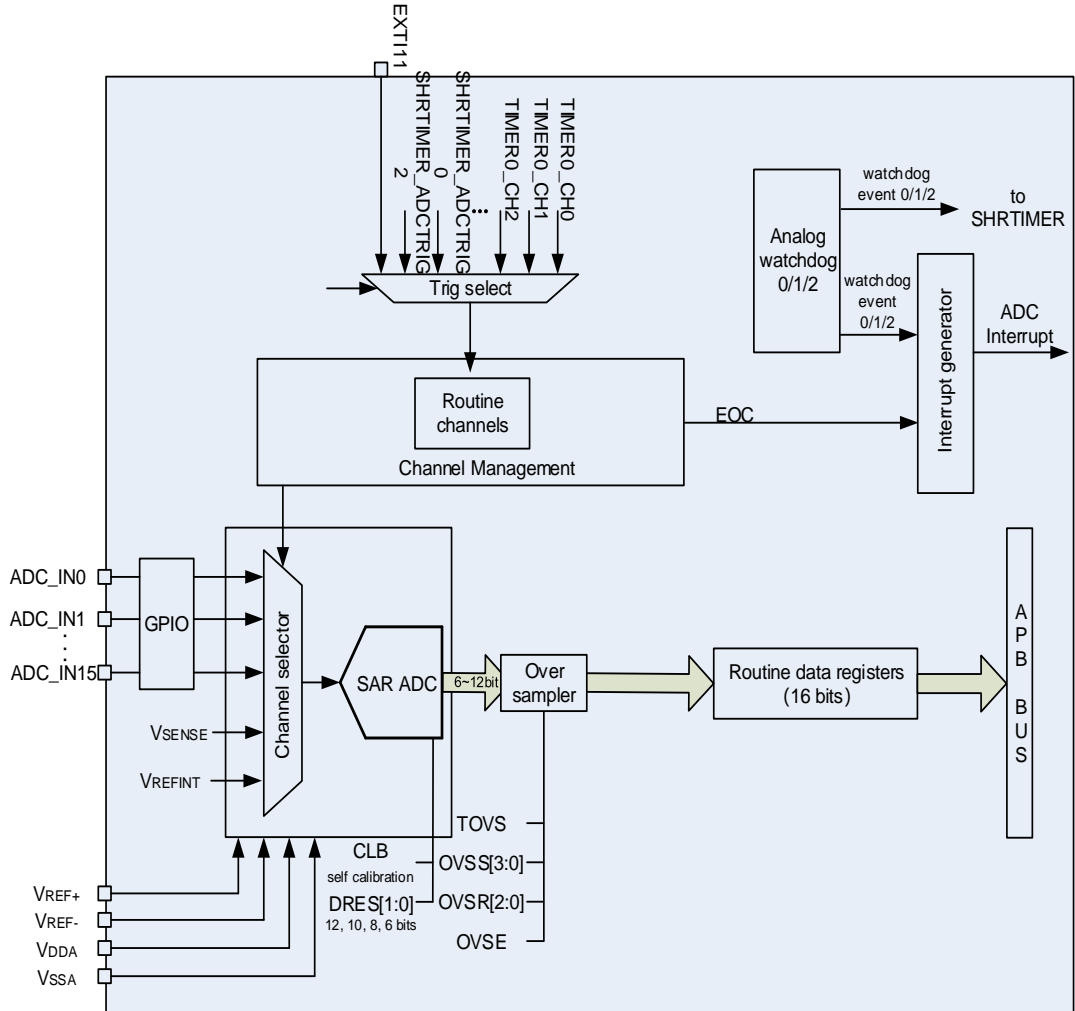 EXTI11
SHRTIMER_ADCTRIG
2
SHRTIMER_ADCTRIG
0
...
TIMER0_CH2
TIMER0_CH1
TIMER0_CH0
Trig select
Analog
watchdog
0/1/2
watchdog
event 0/1/2
to
SHRTIMER
watchdog
event
0/1/2
Interrupt generator
ADC
Interrupt
Routine
channels
Channel Management
EOC
ADC_IN0
ADC_IN1
ADC_IN15
GPIO
VSENSE
VREFINT
Channel selector
SAR ADC
6~12bit
Over
sampler
Routine data registers
(16 bits)
APB BUS
CLB
self calibration
DRES[1:0]
12, 10, 8, 6 bits
TOVS
OVSS[3:0]
OVSR[2:0]
OVSE
VREF+
VREF-
VDDA
VSSA